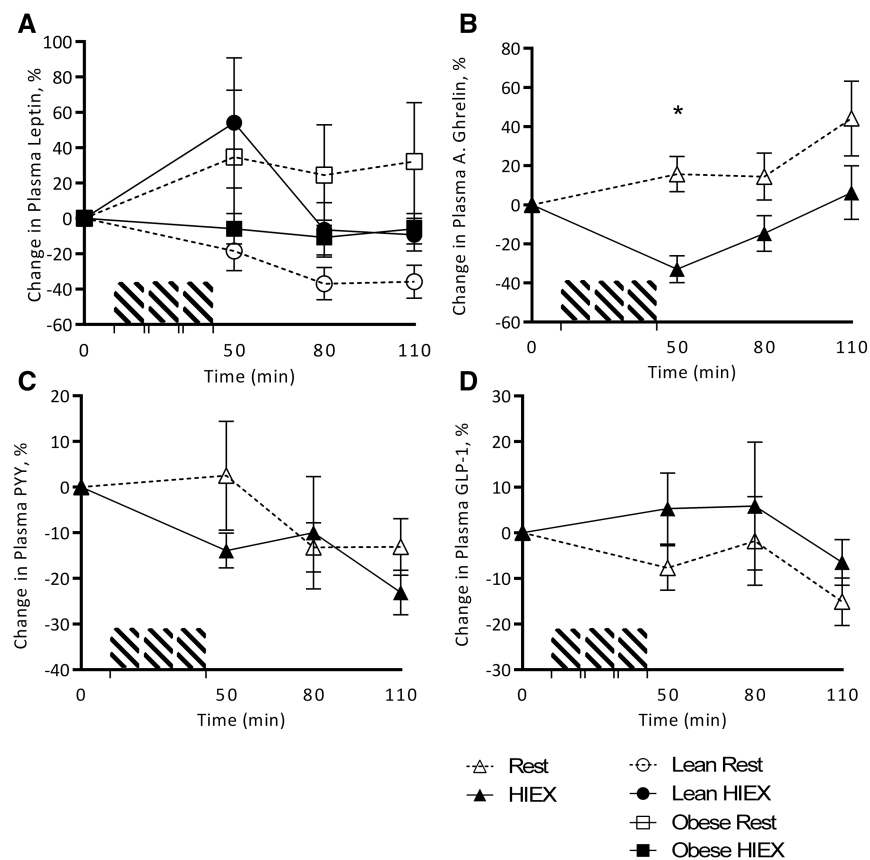 A
Change in Plasma Leptin, %
100
80
60
40
20
0
-20
-40
-60
0 50 80 110
Time (min)
B
Change in Plasma A. Ghrelin, %
80
60
40
20
0
-20
-40
-60
*
0 50 80 110
Time (min)
C
Change in Plasma PYY, %
20
10
0
-10
-20
-30
-40
0 50 80 110
Time (min)
D
Change in Plasma GLP-1, %
30
20
10
0
-10
-20
-30
0 50 80 110
Time (min)
Rest
HIEX
Lean Rest
Lean HIEX
Obese Rest
Obese HIEX